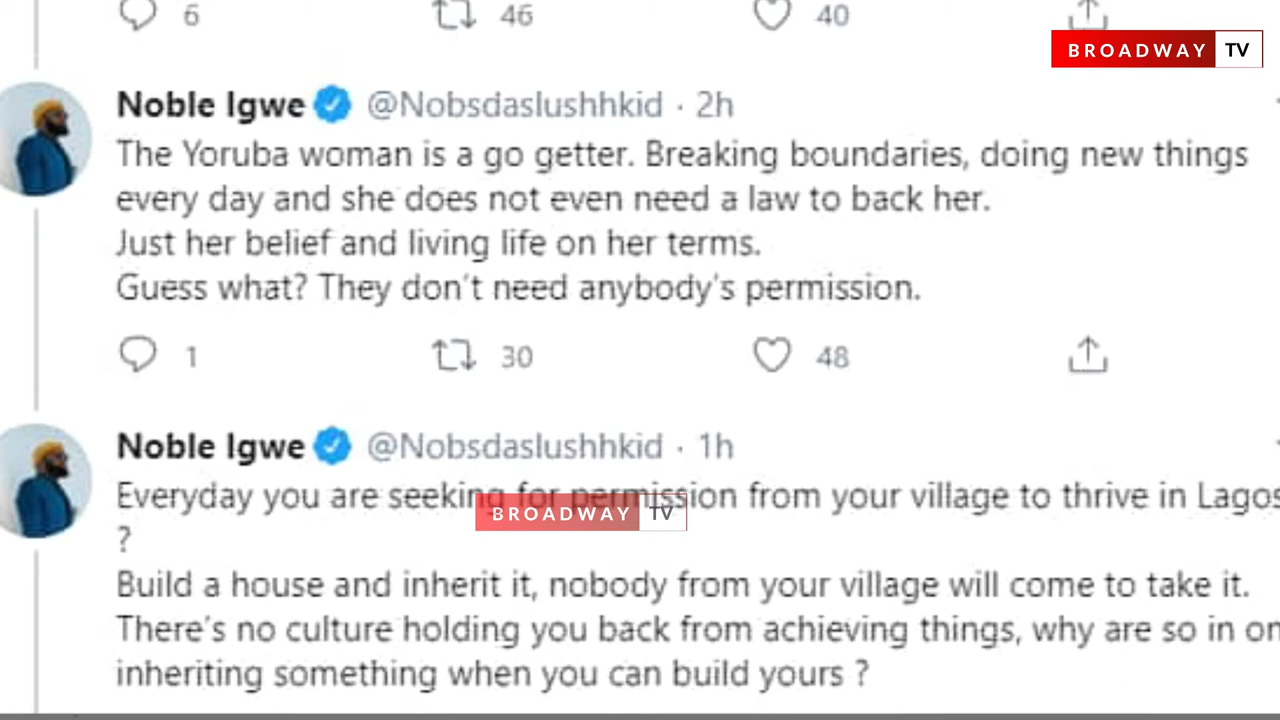 6 46 40
BROADWAY TV
Noble Igwe @Nobsdaslushhkid · 2h
The Yoruba woman is a go getter. Breaking boundaries, doing new things
every day and she does not even need a law to back her.
Just her belief and living life on her terms.
Guess what? They don't need anybody's permission.
1 30 48
Noble Igwe @Nobsdaslushhkid · 1h
Everyday you are seeking for permission from your village to thrive in Lagos
BROADWAY TV
?
Build a house and inherit it, nobody from your village will come to take it.
There's no culture holding you back from achieving things, why are so in on
inheriting something when you can build yours ?